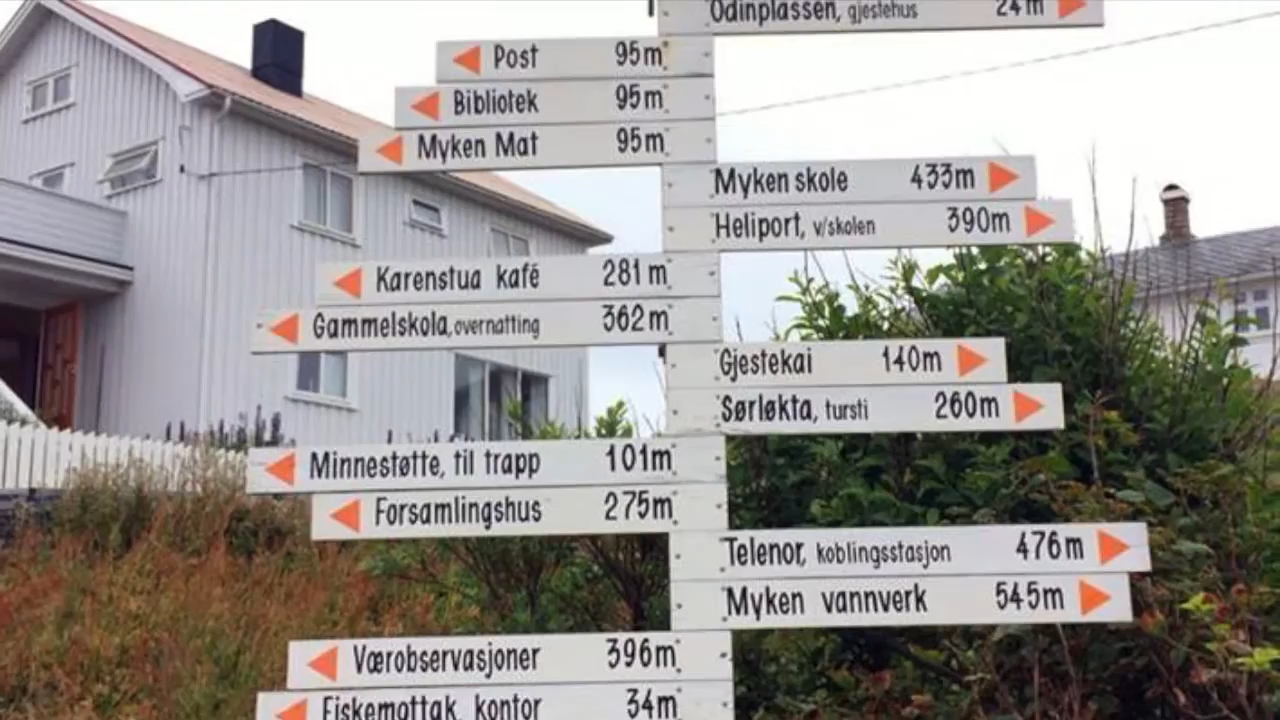 Odinplassen, gjestehus 24m
Post 95m
Bibliotek 95m
Myken Mat 95m
Myken skole 433m
Heliport, v/skolen 390m
Karenstua kafé 281m
Gammelskola, overnatting 362m
Gjestekai 140m
Sørløkta, tursti 260m
Minnestøtte, til trapp 101m
Forsamlingshus 275m
Telenor, koblingsstasjon 476m
Myken vannverk 545m
Værobservasjoner 396m
Fiskemottak, kontor 34m